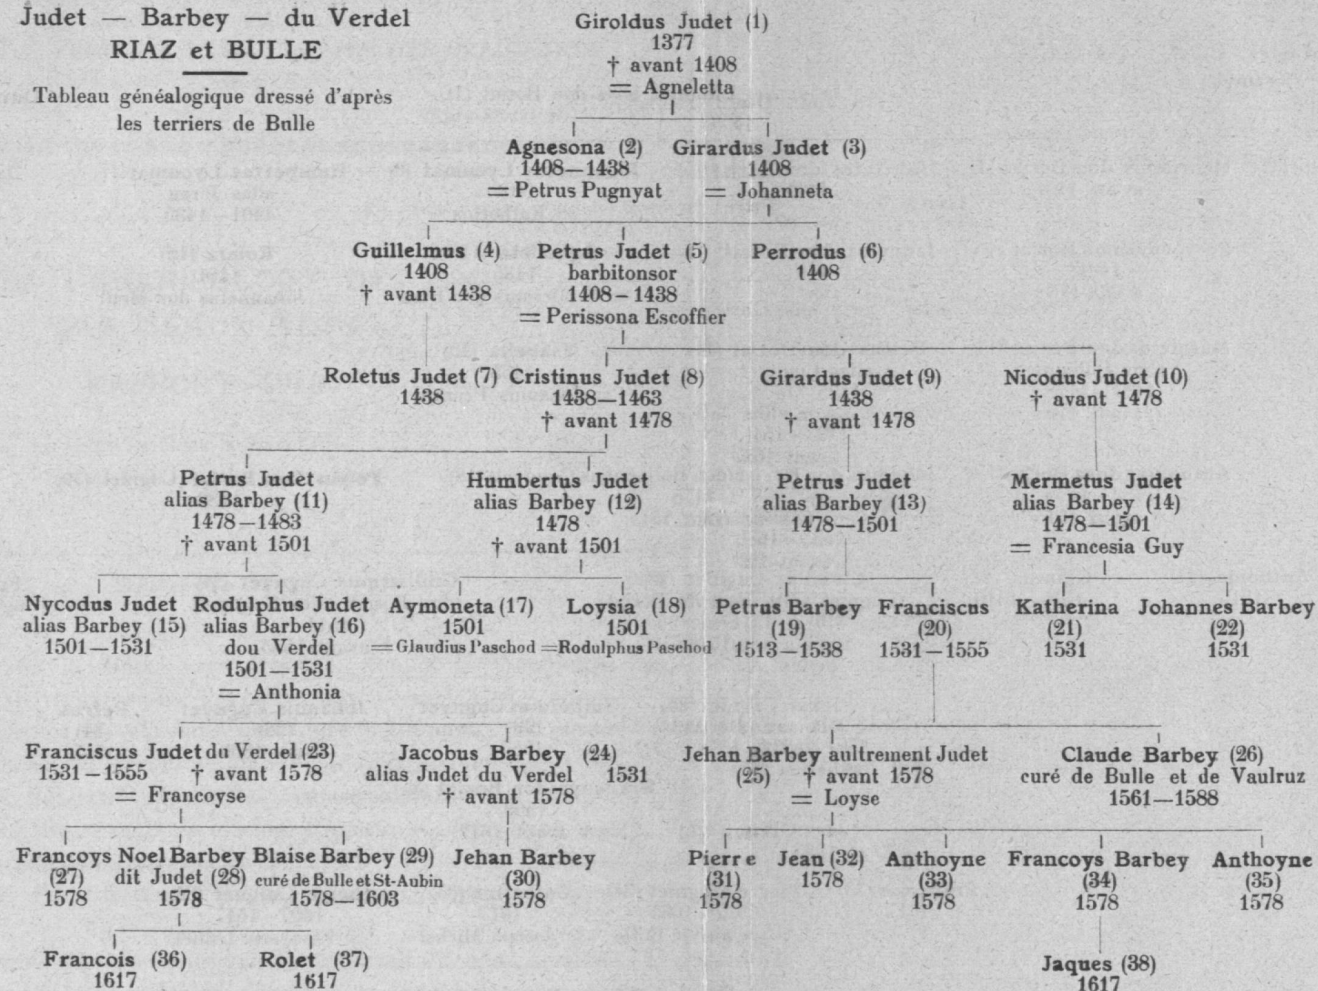 Judet — Barbey — du Verdel
RIAZ et BULLE
Tableau généalogique dressé d'après
les terriers de Bulle
Giroldus Judet (1)
1377
† avant 1408
= Agneletta
Agnesona (2) Girardus Judet (3)
1408—1438 1408
= Petrus Pugnyat = Johanneta
Guillelmus (4) Petrus Judet (5) Perrodus (6)
1408 barbitonsor 1408
† avant 1438 1408–1438
= Perissona Escoffier
Roletus Judet (7) Cristinus Judet (8) Girardus Judet (9) Nicodus Judet (10)
1438 1438—1463 1438 † avant 1478
† avant 1478 † avant 1478
Petrus Judet Humbertus Judet Petrus Judet Mermetus Judet
alias Barbey (11) alias Barbey (12) alias Barbey (13) alias Barbey (14)
1478—1483 1478 1478—1501 1478—1501
† avant 1501 † avant 1501 = Francesia Guy
Nycodus Judet Rodulphus Judet Aymoneta (17) Loysia (18) Petrus Barbey Franciscus Katherina Johannes Barbey
alias Barbey (15) alias Barbey (16) 1501 1501 (19) (20) (21) (22)
1501—1531 dou Verdel = Glaudius Paschod = Rodulphus Paschod 1513—1538 1531—1555 1531 1531
1501—1531
= Anthonia
Franciscus Judet du Verdel (23) Jacobus Barbey (24) Jehan Barbey aultrement Judet Claude Barbey (26)
1531–1555 † avant 1578 alias Judet du Verdel 1531 (25) † avant 1578 curé de Bulle et de Vaulruz
= Francoyse † avant 1578 = Loyse 1561—1588
Francoys Noel Barbey Blaise Barbey (29) Jehan Barbey Pierre Jean (32) Anthoyne Francoys Barbey Anthoyne
(27) dit Judet (28) curé de Bulle et St-Aubin (30) (31) 1578 (33) (34) (35)
1578 1578 1578—1603 1578 1578 1578 1578 1578
Francois (36) Rolet (37) Jaques (38)
1617 1617 1617